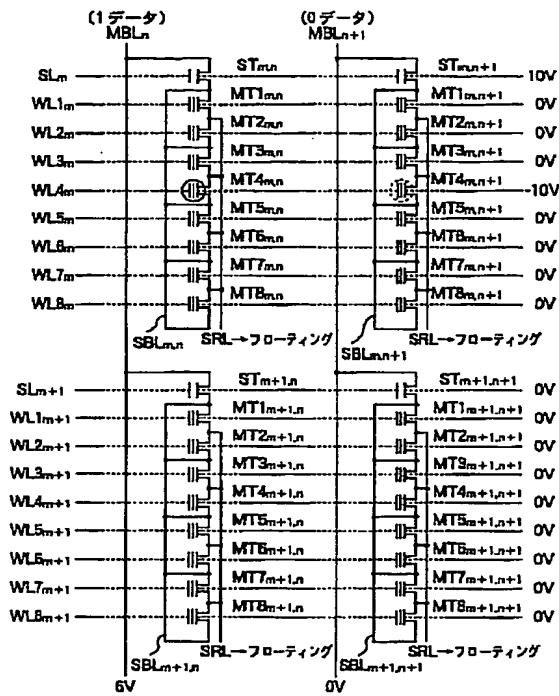 (1データ) (0データ)
MBLn MBLn+1
SLm STm,n STm,n+1 10V
WL1m MT1m,n MT1m,n+1 0V
WL2m MT2m,n MT2m,n+1 0V
WL3m MT3m,n MT3m,n+1 0V
WL4m MT4m,n MT4m,n+1 -10V
WL5m MT5m,n MT5m,n+1 0V
WL6m MT6m,n MT6m,n+1 0V
WL7m MT7m,n MT7m,n+1 0V
WL8m MT8m,n MT8m,n+1 0V
SBLm,n SRL→フローティング SBLm,n+1 SRL→フローティング
SLm+1 STm+1,n STm+1,n+1 0V
WL1m+1 MT1m+1,n MT1m+1,n+1 0V
WL2m+1 MT2m+1,n MT2m+1,n+1 0V
WL3m+1 MT3m+1,n MT3m+1,n+1 0V
WL4m+1 MT4m+1,n MT4m+1,n+1 0V
WL5m+1 MT5m+1,n MT5m+1,n+1 0V
WL6m+1 MT6m+1,n MT6m+1,n+1 0V
WL7m+1 MT7m+1,n MT7m+1,n+1 0V
WL8m+1 MT8m+1,n MT8m+1,n+1 0V
SBLm+1,n SRL→フローティング SBLm+1,n+1 SRL→フローティング
6V 0V